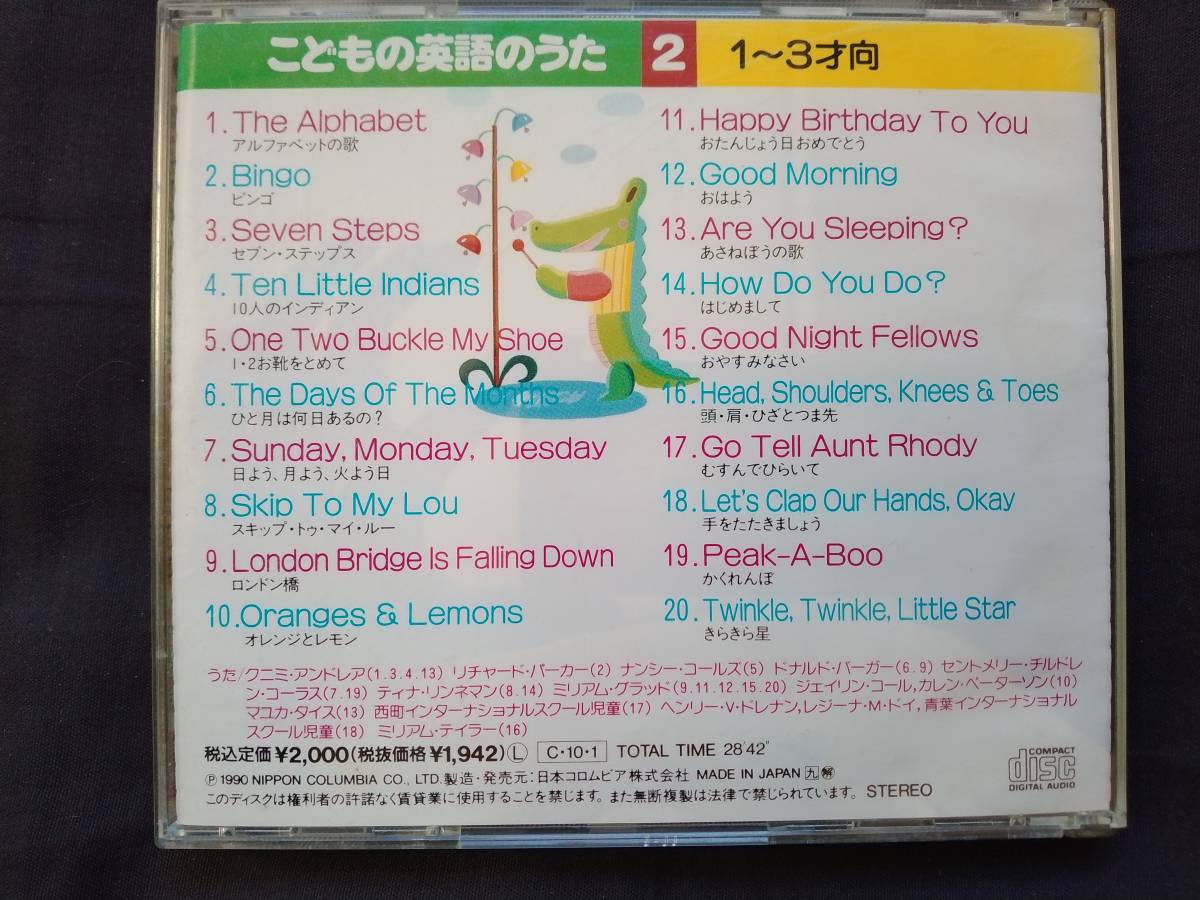 こどもの英語のうた 2 1〜3才向
1.The Alphabet
アルファベットの歌
2.Bingo
ビンゴ
3.Seven Steps
セブン・ステップス
4.Ten Little Indians
10人のインディアン
5.One Two Buckle My Shoe
1・2お靴をとめて
6.The Days Of The Months
ひと月は何日あるの?
7.Sunday, Monday, Tuesday
日よう、月よう、火よう日
8.Skip To My Lou
スキップ・トゥ・マイ・ルー
9.London Bridge Is Falling Down
ロンドン橋
10.Oranges & Lemons
オレンジとレモン
11.Happy Birthday To You
おたんじょう日おめでとう
12.Good Morning
おはよう
13.Are You Sleeping?
あさねぼうの歌
14.How Do You Do?
はじめまして
15.Good Night Fellows
おやすみなさい
16.Head, Shoulders, Knees & Toes
頭・肩・ひざとつま先
17.Go Tell Aunt Rhody
むすんでひらいて
18.Let's Clap Our Hands, Okay
手をたたきましょう
19.Peak-A-Boo
かくれんぼ
20.Twinkle, Twinkle, Little Star
きらきら星
うた/クニミ・アンドレア(1.3.4.13) リチャード・バーカー(2) ナンシー・コールズ(5) ドナルド・バーガー(6.9) セントメリー・チルドレ
ン・コーラス(7.19) ティナ・リンネマン(8.14) ミリアム・グラッド(9.11.12.15.20) ジェイリン・コール,カレン・ペーターソン(10)
マユカ・タイス(13) 西町インターナショナルスクール児童(17) ヘンリー・V・ドレナン,レジーナ・M・ドイ,青葉インターナショナル
スクール児童(18) ミリアム・テイラー(16)
税込定価¥2,000(税抜価格¥1,942)Ⓛ C・10・1 TOTAL TIME 28'42"
Ⓟ1990 NIPPON COLUMBIA CO., LTD.製造・発売元:日本コロムビア株式会社 MADE IN JAPAN 九 解
このディスクは権利者の許諾なく賃貸業に使用することを禁じます。また無断複製は法律で禁じられています。 STEREO
COMPACT
disc
DIGITAL AUDIO